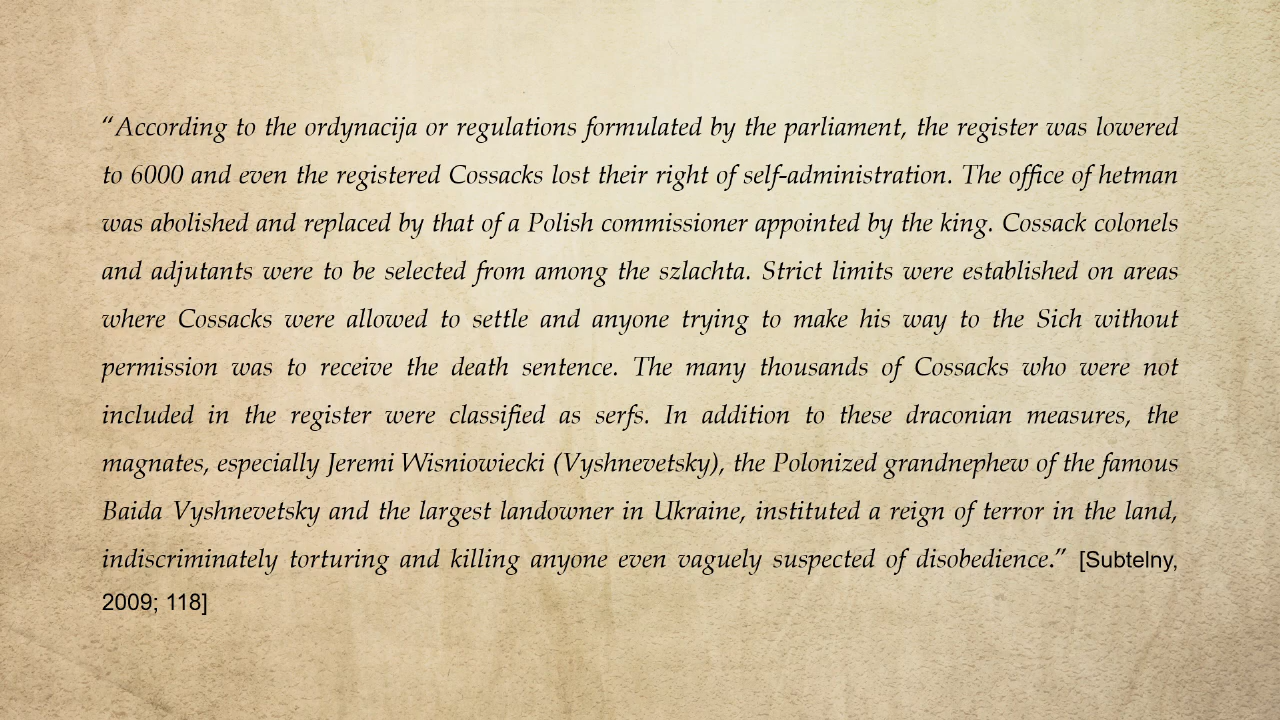 “According to the ordynacija or regulations formulated by the parliament, the register was lowered
to 6000 and even the registered Cossacks lost their right of self-administration. The office of hetman
was abolished and replaced by that of a Polish commissioner appointed by the king. Cossack colonels
and adjutants were to be selected from among the szlachta. Strict limits were established on areas
where Cossacks were allowed to settle and anyone trying to make his way to the Sich without
permission was to receive the death sentence. The many thousands of Cossacks who were not
included in the register were classified as serfs. In addition to these draconian measures, the
magnates, especially Jeremi Wisniowiecki (Vyshnevetsky), the Polonized grandnephew of the famous
Baida Vyshnevetsky and the largest landowner in Ukraine, instituted a reign of terror in the land,
indiscriminately torturing and killing anyone even vaguely suspected of disobedience.” [Subtelny,
2009; 118]